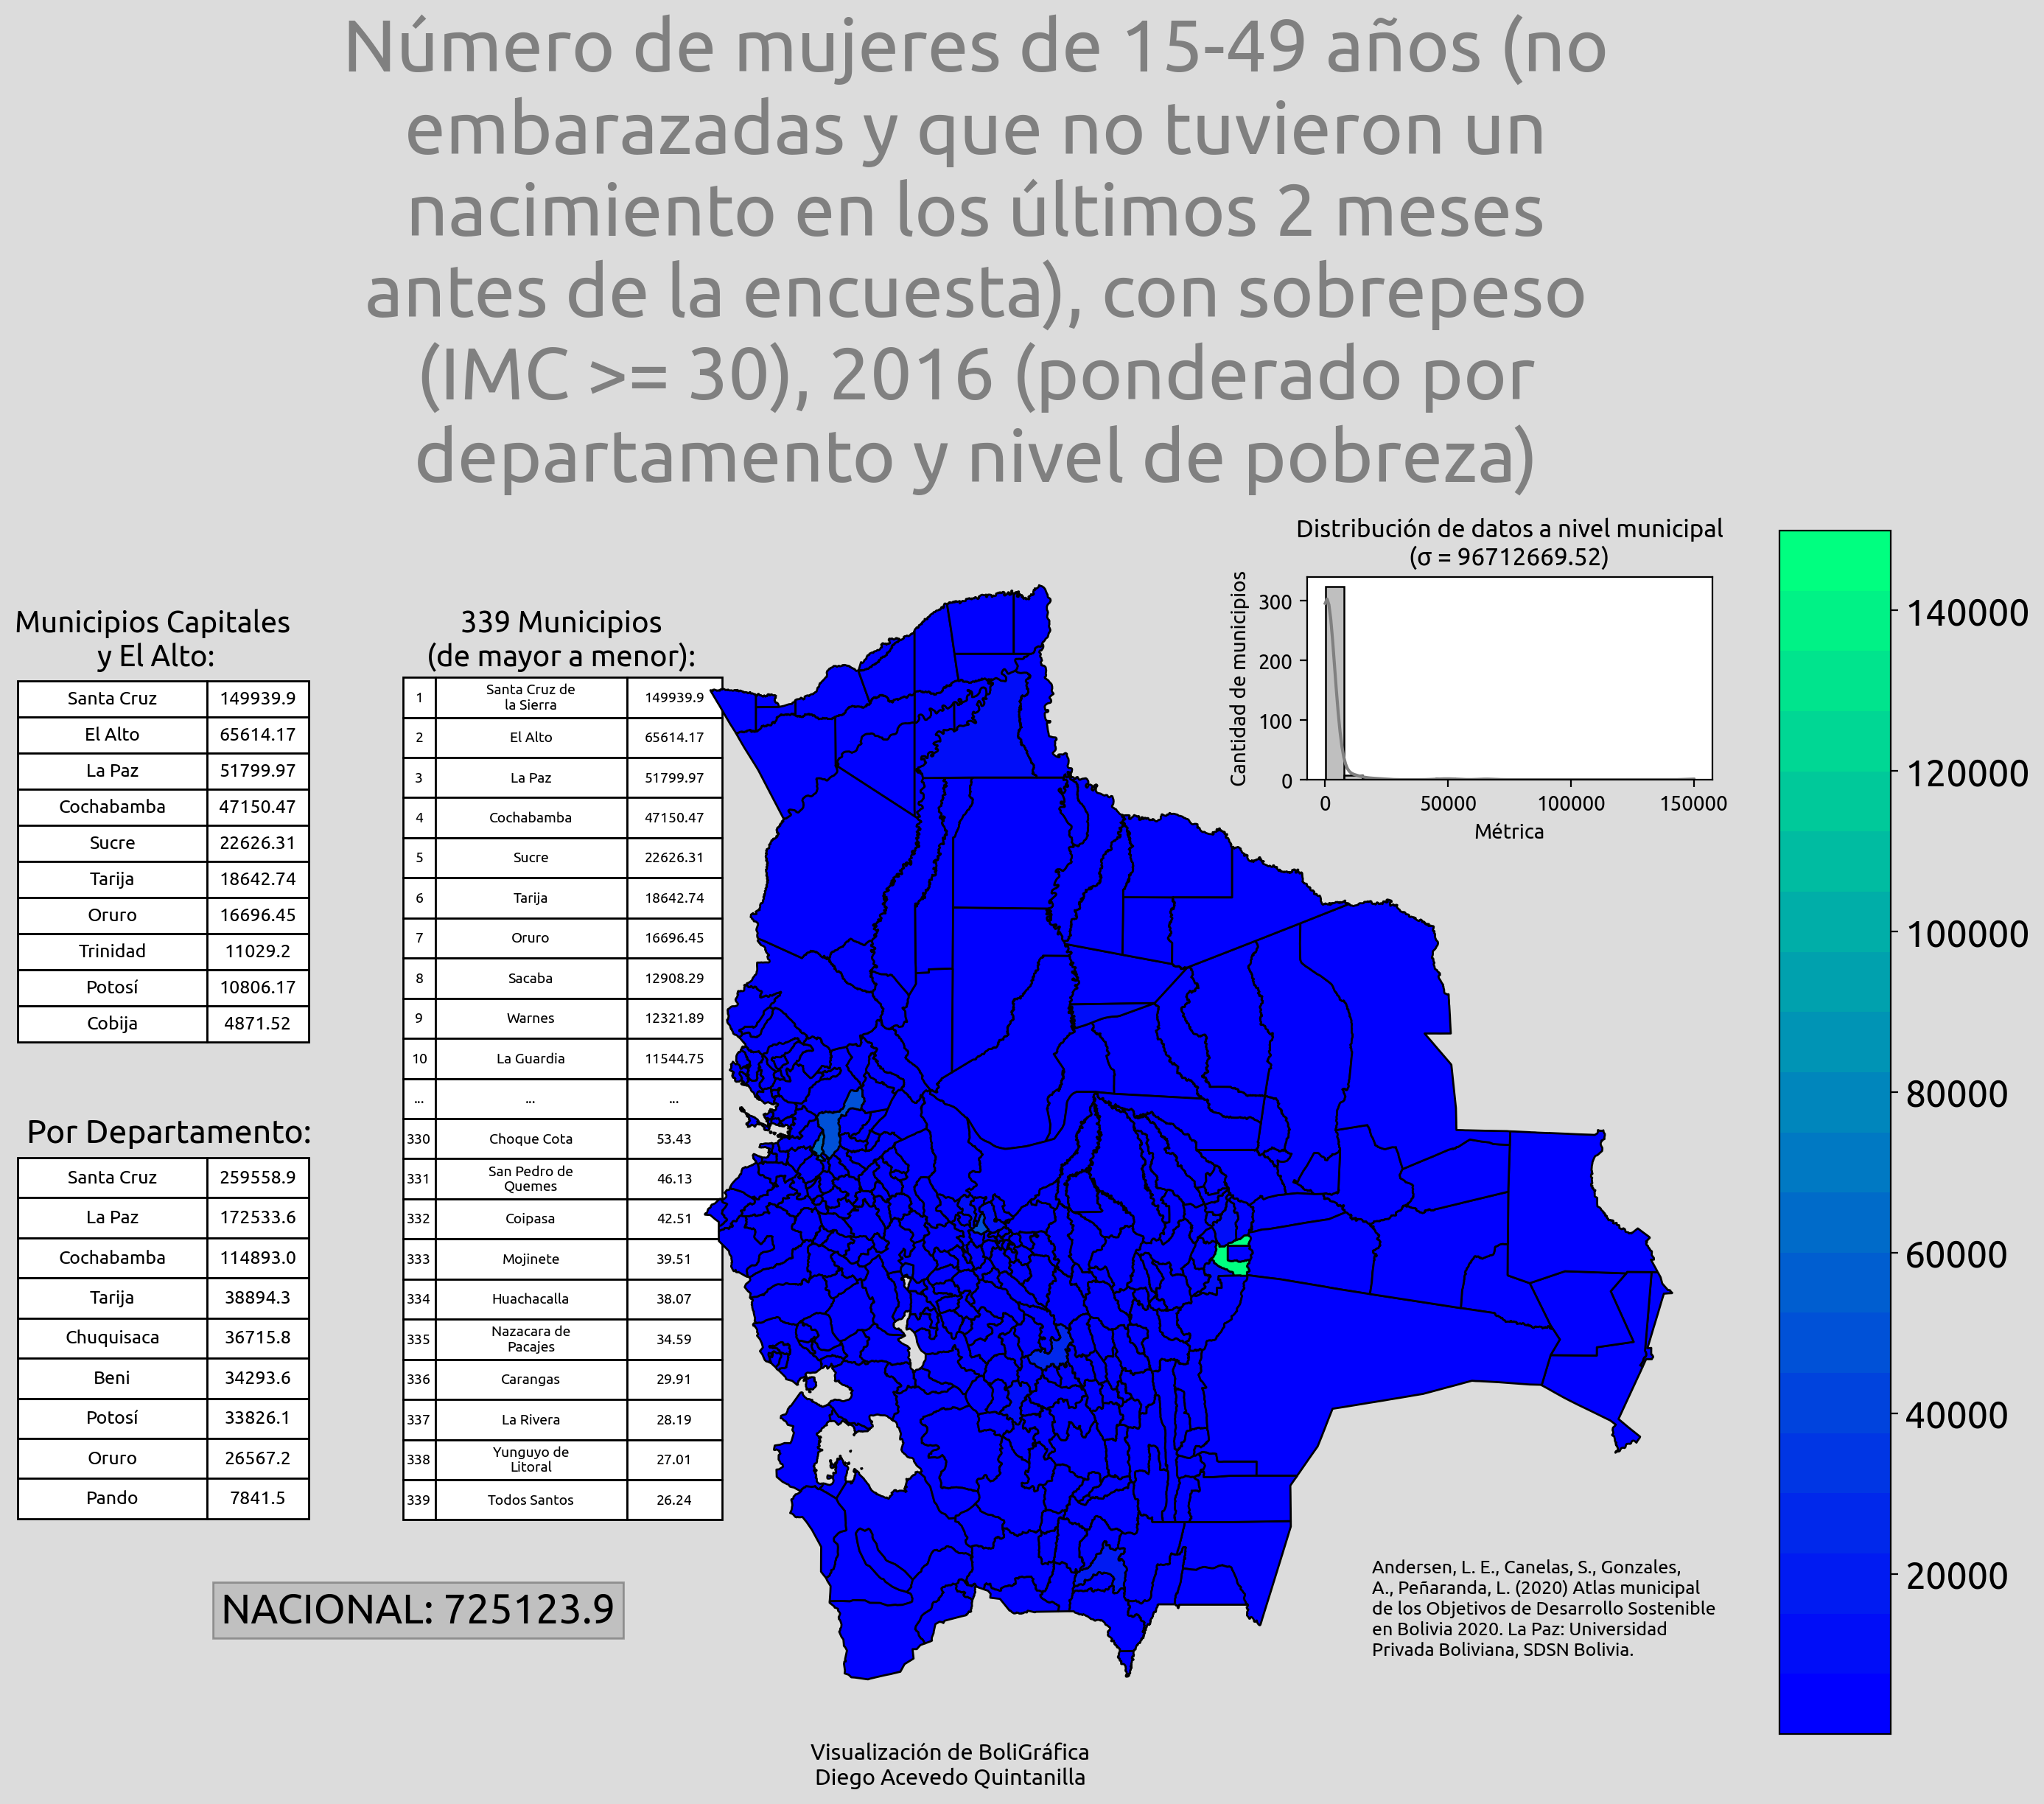 Número de mujeres de 15-49 años (no
embarazadas y que no tuvieron un
nacimiento en los últimos 2 meses
antes de la encuesta), con sobrepeso
(IMC >= 30), 2016 (ponderado por
departamento y nivel de pobreza)
Municipios Capitales
y El Alto:
Santa Cruz 149939.9
El Alto 65614.17
La Paz 51799.97
Cochabamba 47150.47
Sucre 22626.31
Tarija 18642.74
Oruro 16696.45
Trinidad 11029.2
Potosí 10806.17
Cobija 4871.52
Por Departamento:
Santa Cruz 259558.9
La Paz 172533.6
Cochabamba 114893.0
Tarija 38894.3
Chuquisaca 36715.8
Beni 34293.6
Potosí 33826.1
Oruro 26567.2
Pando 7841.5
NACIONAL: 725123.9
339 Municipios
(de mayor a menor):
1 Santa Cruz de
la Sierra 149939.9
2 El Alto 65614.17
3 La Paz 51799.97
4 Cochabamba 47150.47
5 Sucre 22626.31
6 Tarija 18642.74
7 Oruro 16696.45
8 Sacaba 12908.29
9 Warnes 12321.89
10 La Guardia 11544.75
... ... ...
330 Choque Cota 53.43
331 San Pedro de
Quemes 46.13
332 Coipasa 42.51
333 Mojinete 39.51
334 Huachacalla 38.07
335 Nazacara de
Pacajes 34.59
336 Carangas 29.91
337 La Rivera 28.19
338 Yunguyo de
Litoral 27.01
339 Todos Santos 26.24
Distribución de datos a nivel municipal
(σ = 96712669.52)
Cantidad de municipios
300
200
100
0
0 50000 100000 150000
Métrica
140000
120000
100000
80000
60000
40000
20000
Andersen, L. E., Canelas, S., Gonzales,
A., Peñaranda, L. (2020) Atlas municipal
de los Objetivos de Desarrollo Sostenible
en Bolivia 2020. La Paz: Universidad
Privada Boliviana, SDSN Bolivia.
Visualización de BoliGráfica
Diego Acevedo Quintanilla